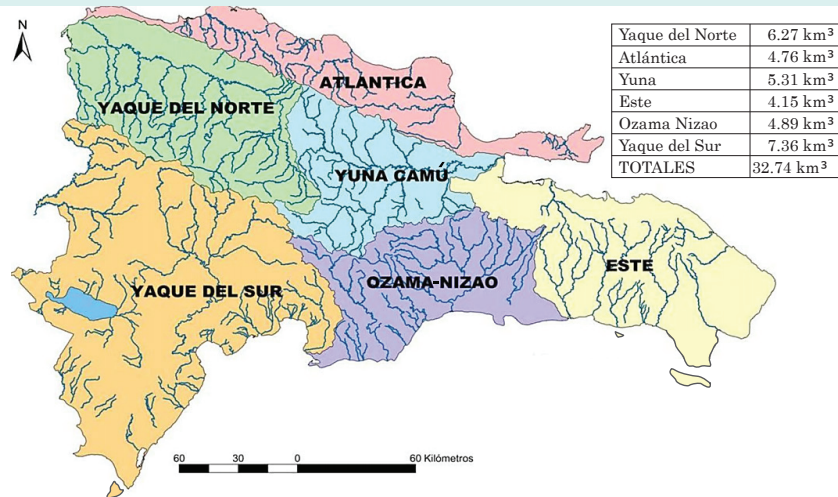 N
ATLÁNTICA
YAQUE DEL NORTE
YUNA CAMÚ
OZAMA-NIZAO
ESTE
YAQUE DEL SUR
60 30 0 60 Kilómetros
Yaque del Norte 6.27 km³
Atlántica 4.76 km³
Yuna 5.31 km³
Este 4.15 km³
Ozama Nizao 4.89 km³
Yaque del Sur 7.36 km³
TOTALES 32.74 km³